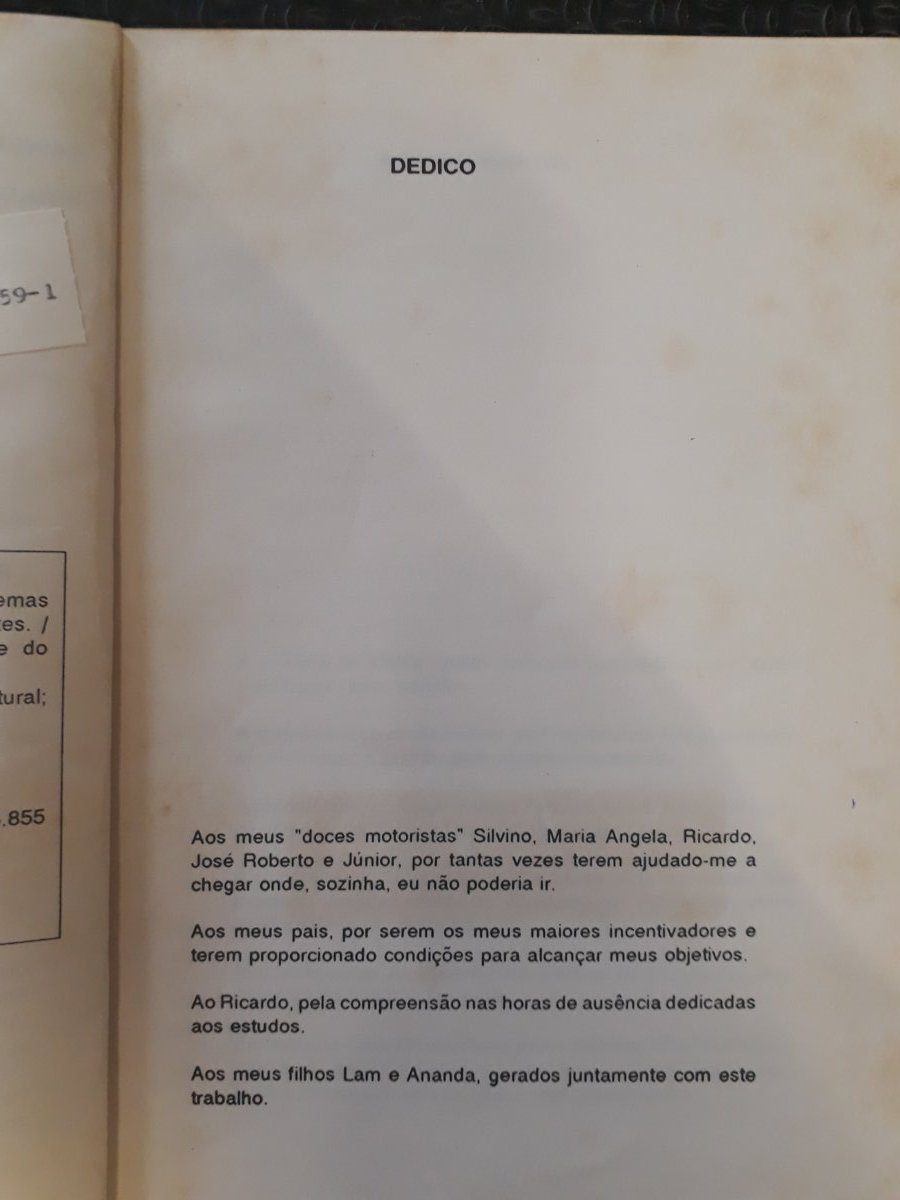 59-1
emas
es. /
e do
tural;
.855
DEDICO
Aos meus "doces motoristas" Silvino, Maria Angela, Ricardo,
José Roberto e Júnior, por tantas vezes terem ajudado-me a
chegar onde, sozinha, eu não poderia ir.
Aos meus pais, por serem os meus maiores incentivadores e
terem proporcionado condições para alcançar meus objetivos.
Ao Ricardo, pela compreensão nas horas de ausência dedicadas
aos estudos.
Aos meus filhos Lam e Ananda, gerados juntamente com este
trabalho.